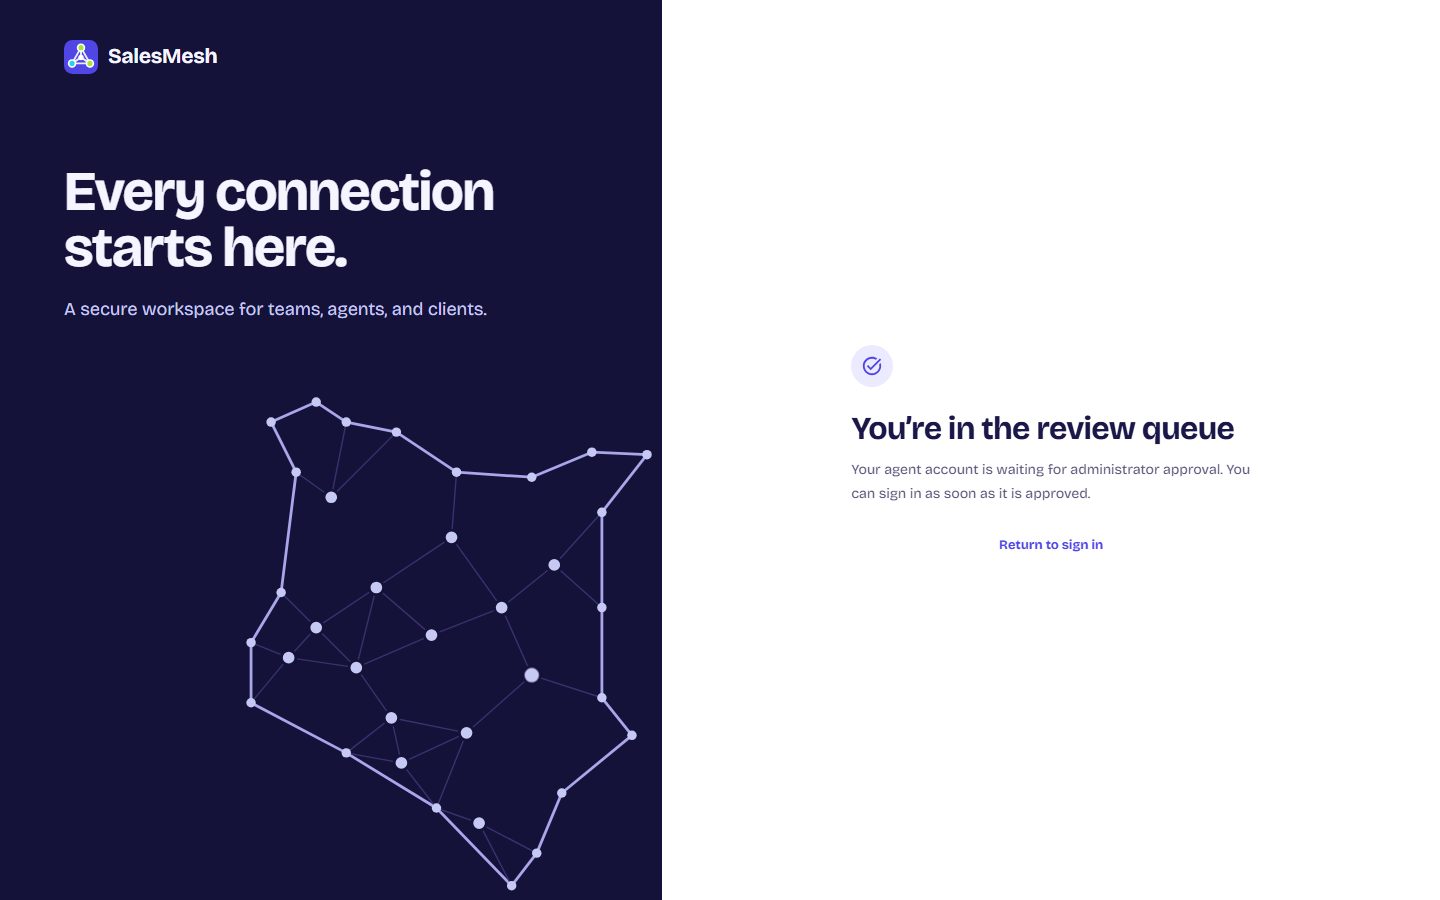 SalesMesh
Every connection
starts here.
A secure workspace for teams, agents, and clients.
You’re in the review queue
Your agent account is waiting for administrator approval. You
can sign in as soon as it is approved.
Return to sign in